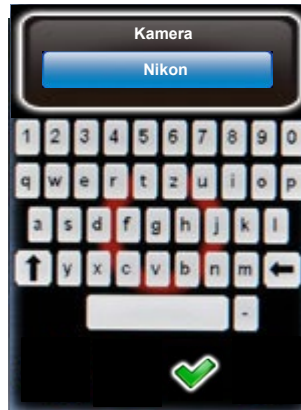 Kamera
Nikon
1 2 3 4 5 6 7 8 9 0
q w e r t z u i o p
a s d f g h j k l
y x c v b n m
-